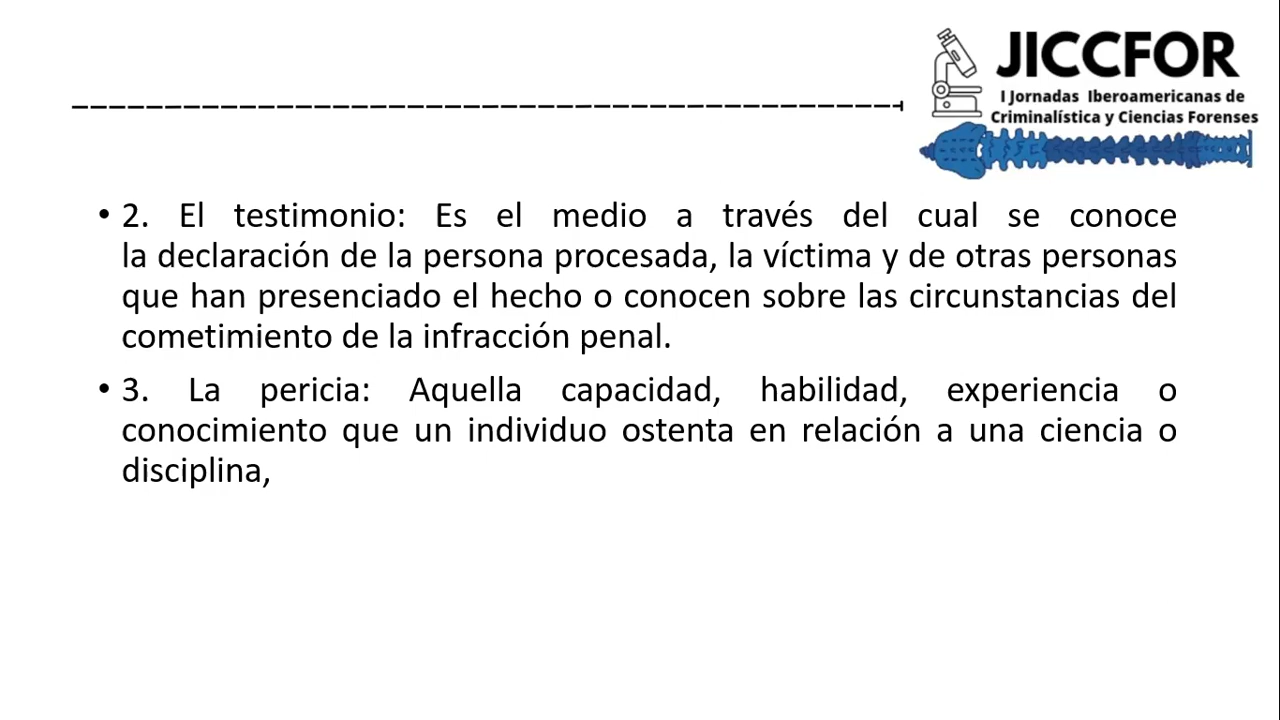 JICCFOR
I Jornadas Iberoamericanas de
Criminalística y Ciencias Forenses
• 2. El testimonio: Es el medio a través del cual se conoce
la declaración de la persona procesada, la víctima y de otras personas
que han presenciado el hecho o conocen sobre las circunstancias del
cometimiento de la infracción penal.
• 3. La pericia: Aquella capacidad, habilidad, experiencia o
conocimiento que un individuo ostenta en relación a una ciencia o
disciplina,